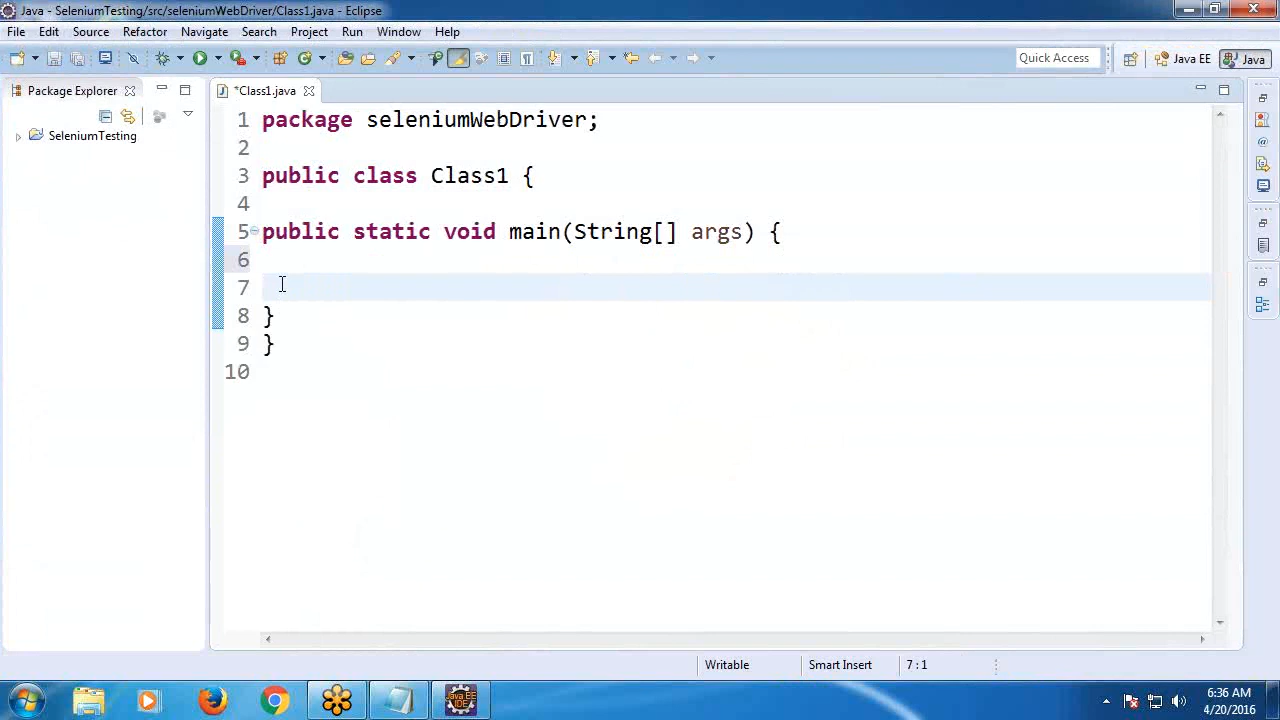 Java - SeleniumTesting/src/seleniumWebDriver/Class1.java - Eclipse
File Edit Source Refactor Navigate Search Project Run Window Help
Quick Access Java EE Java
Package Explorer
*Class1.java
SeleniumTesting
1 package seleniumWebDriver;
2
3 public class Class1 {
4
5 public static void main(String[] args) {
6
7
8 }
9 }
10
Writable Smart Insert 7 : 1
Java EE
IDE
6:36 AM
4/20/2016